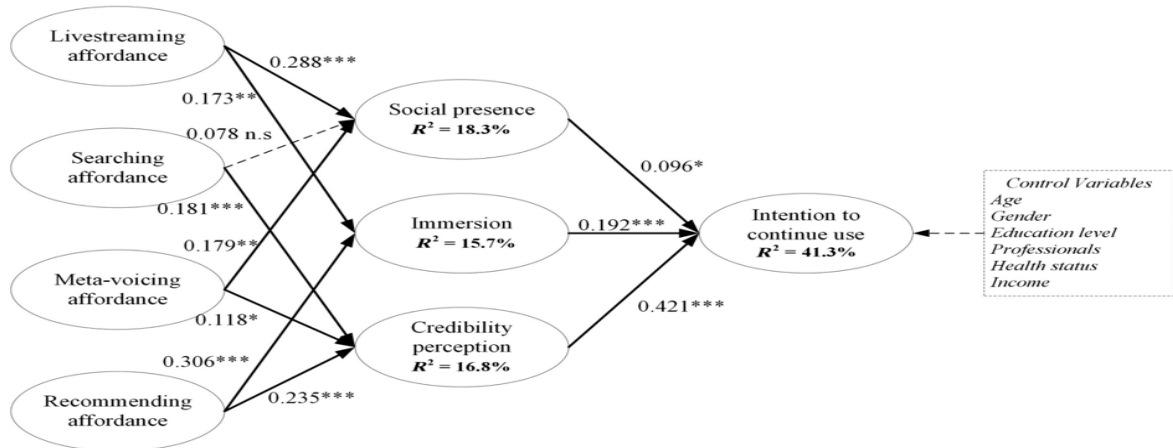 Livestreaming
affordance
0.288***
0.173**
Social presence
R² = 18.3%
0.078 n.s
Searching
affordance
0.096*
0.181***
Immersion
R² = 15.7%
0.192***
Intention to
continue use
R² = 41.3%
Control Variables
Age
Gender
Education level
Professionals
Health status
Income
0.179**
Meta-voicing
affordance
0.118*
0.421***
Credibility
perception
R² = 16.8%
0.306***
0.235***
Recommending
affordance